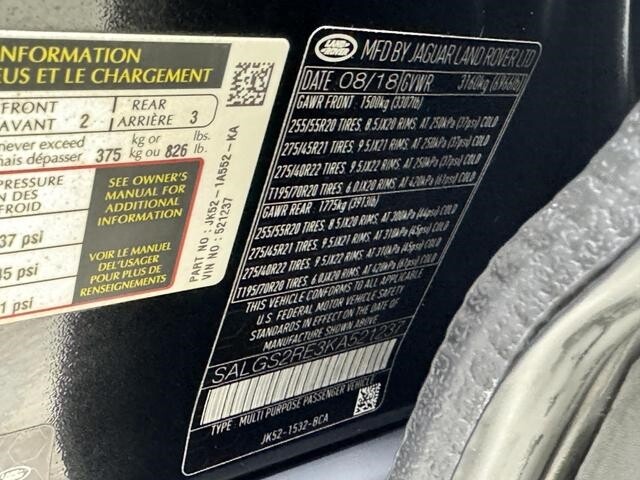 INFORMATION
EUS ET LE CHARGEMENT
FRONT
AVANT 2
REAR
ARRIÈRE 3
never exceed
mais dépasser 375 kg or kg ou 826 lbs. lb.
PRESSURE
N DES
FROID
37 psi
45 psi
1 psi
SEE OWNER'S
MANUAL FOR
ADDITIONAL
INFORMATION
VOIR LE MANUEL
DEL'USAGER
POUR PLUS DE
RENSEIGNEMENTS
PART NO : JK52-1A552-KA
VIN NO : 521237
LAND ROVER
MFD BY JAGUAR LAND ROVER LTD
DATE 08/18 GVWR 3160kg (6966lb)
GAWR FRONT 1500kg (3307lb)
255/55R20 TIRES, 8.5JX20 RIMS, AT 250kPa (37psi) COLD
275/45R21 TIRES, 9.5JX21 RIMS, AT 250kPa (37psi) COLD
275/40R22 TIRES, 9.5JX22 RIMS, AT 250kPa (37psi) COLD
T195/70R20 TIRES, 6.0JX20 RIMS, AT 420kPa (61psi) COLD
GAWR REAR 1775kg (3913lb)
255/55R20 TIRES, 8.5JX20 RIMS, AT 300kPa (44psi) COLD
275/45R21 TIRES, 9.5JX21 RIMS, AT 310kPa (45psi) COLD
275/40R22 TIRES, 9.5JX22 RIMS, AT 310kPa (45psi) COLD
T195/70R20 TIRES, 6.0JX20 RIMS, AT 420kPa (61psi) COLD
THIS VEHICLE CONFORMS TO ALL APPLICABLE
U.S. FEDERAL MOTOR VEHICLE SAFETY
STANDARDS IN EFFECT ON THE DATE OF
MANUFACTURE SHOWN ABOVE
SALGS2RE3KA521237
TYPE: MULTI PURPOSE PASSENGER VEHICLE
JK52-1532-BCA